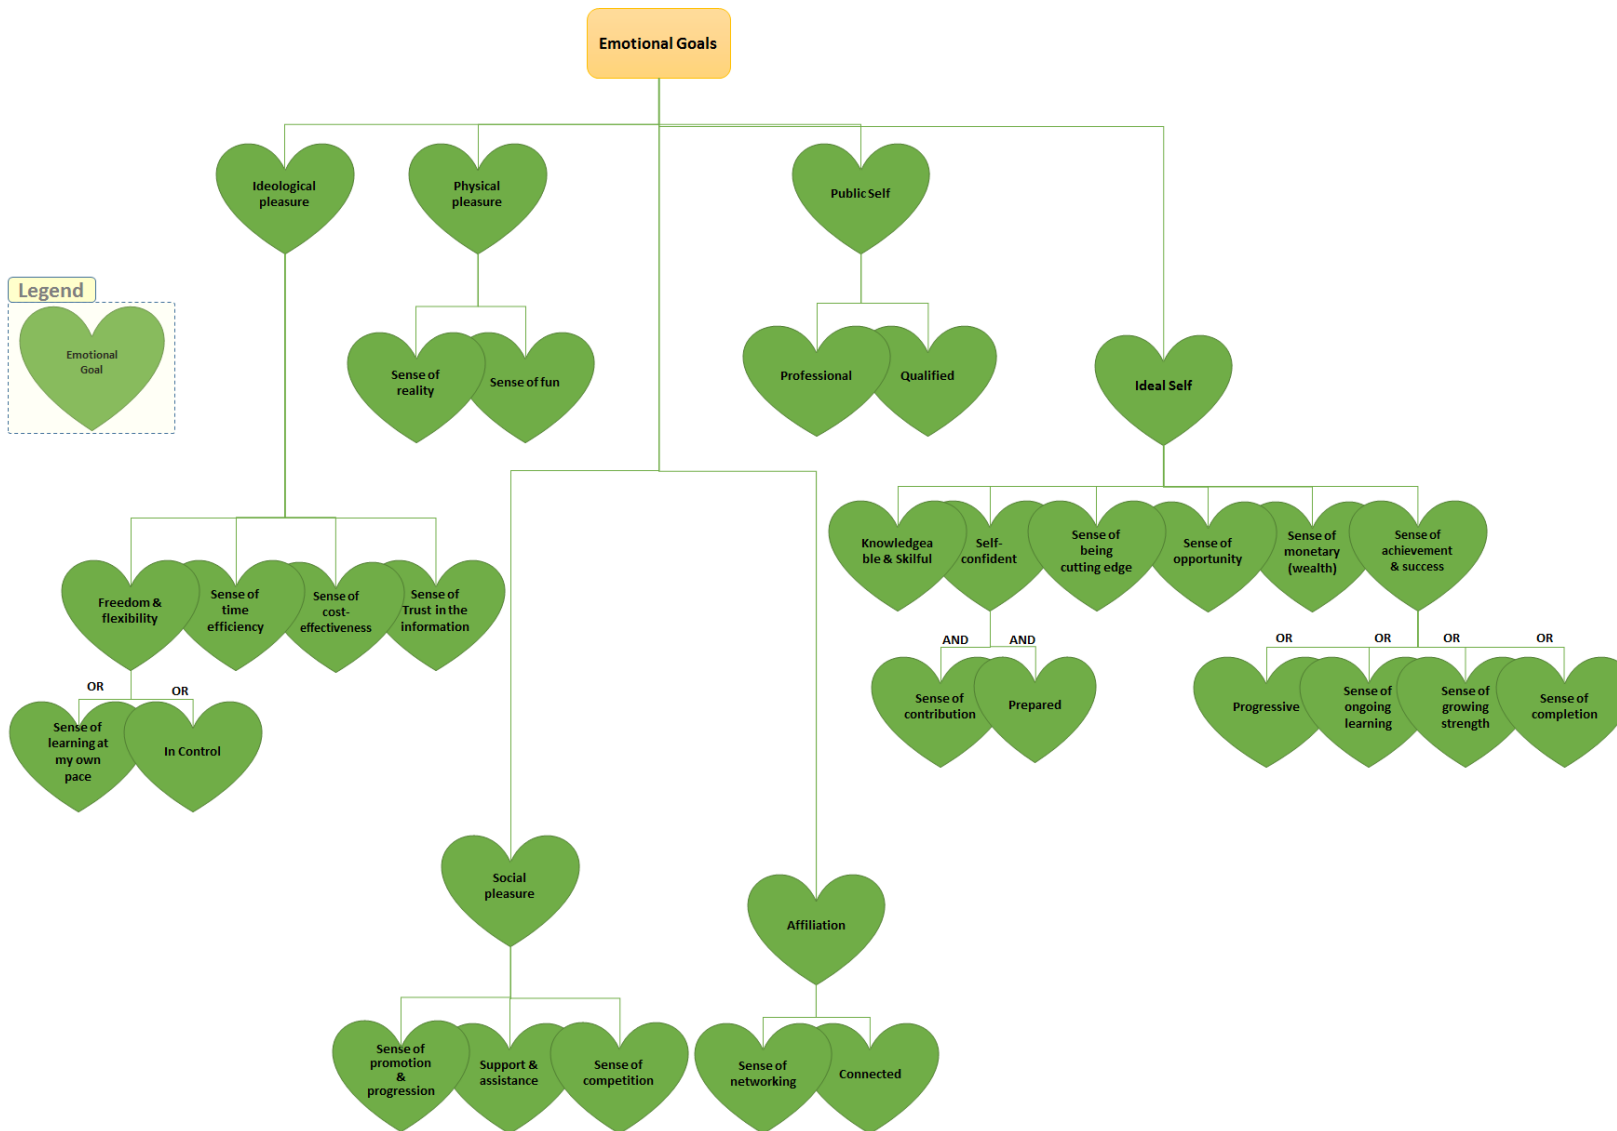 Emotional Goals
Ideological
pleasure
Physical
pleasure
Public Self
Legend
Emotional
Goal
Sense of
reality
Sense of fun
Professional
Qualified
Ideal Self
Knowledgea
ble & Skilful
Self-
confident
Sense of
being
cutting edge
Sense of
opportunity
Sense of
monetary
(wealth)
Sense of
achievement
& success
Freedom &
flexibility
Sense of
time
efficiency
Sense of
cost-
effectiveness
Sense of
Trust in the
information
AND
AND
OR
OR
OR
OR
Sense of
contribution
Prepared
Progressive
Sense of
ongoing
learning
Sense of
growing
strength
Sense of
completion
OR
OR
Sense of
learning at
my own
pace
In Control
Social
pleasure
Affiliation
Sense of
promotion
&
progression
Support &
assistance
Sense of
competition
Sense of
networking
Connected